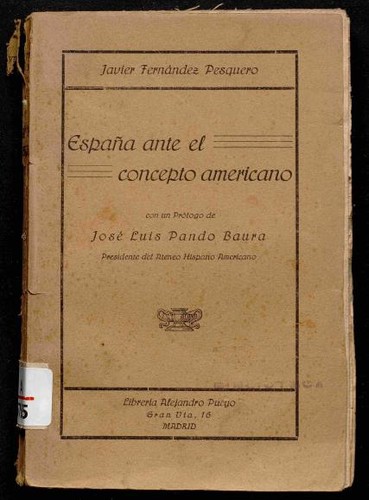 Javier Fernández Pesquero
España ante el
concepto americano
con un Prólogo de
José Luis Pando Baura
Presidente del Ateneo Hispano Americano
Librería Alejandro Pueyo
Gran Vía, 16
MADRID